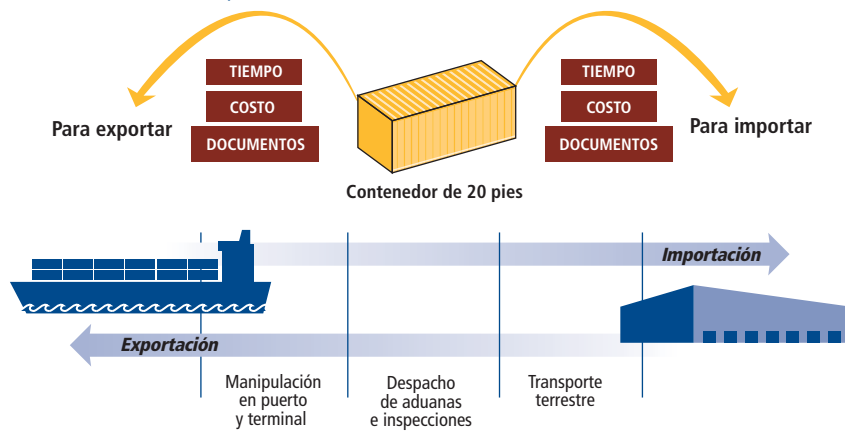 TIEMPO
COSTO
DOCUMENTOS
Para exportar
TIEMPO
COSTO
DOCUMENTOS
Para importar
Contenedor de 20 pies
Importación
Exportación
Manipulación
en puerto
y terminal
Despacho
de aduanas
e inspecciones
Transporte
terrestre